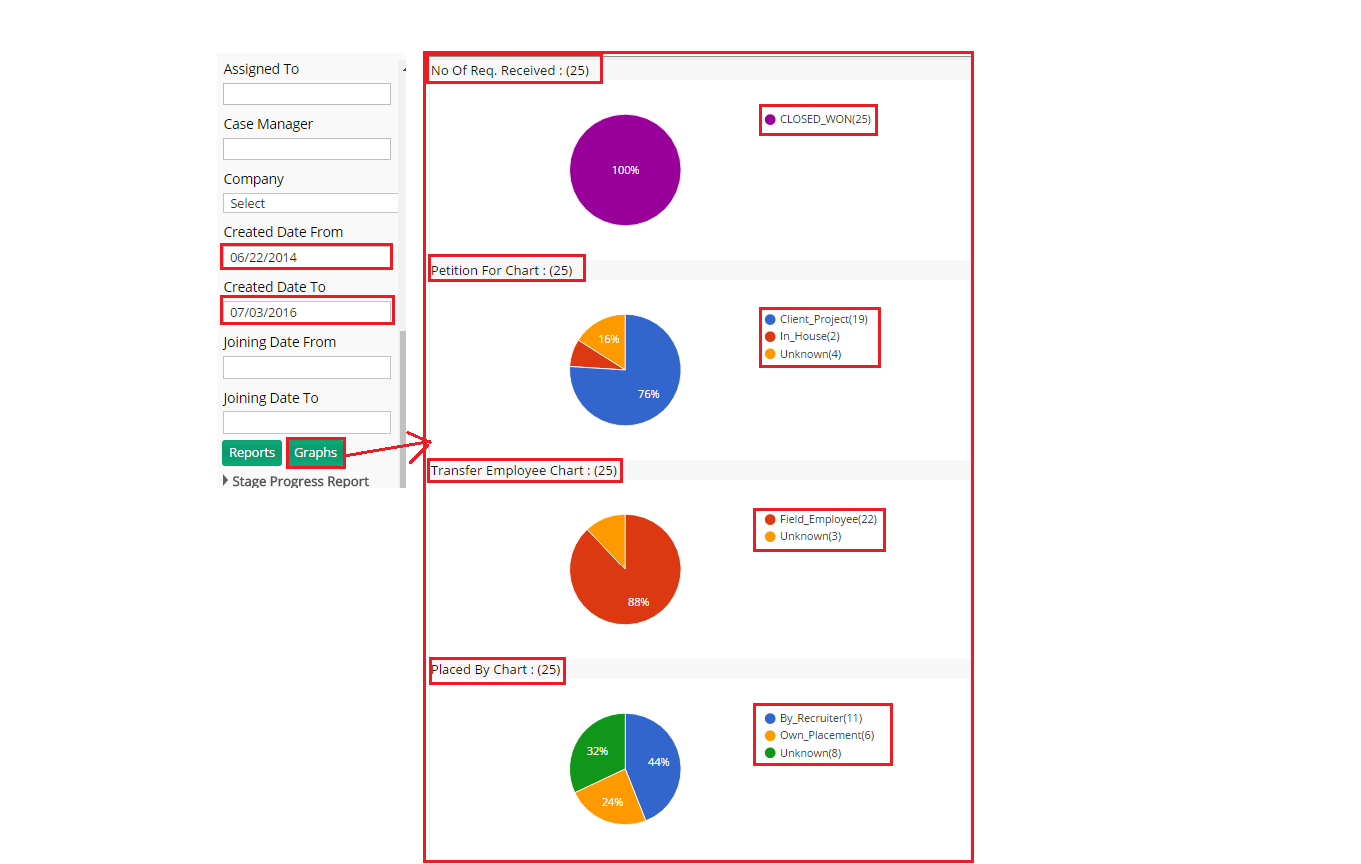 Assigned To
Case Manager
Company
Select
Created Date From
06/22/2014
Created Date To
07/03/2016
Joining Date From
Joining Date To
Reports Graphs
Stage Progress Report
No Of Req. Received : (25)
100%
CLOSED_WON(25)
Petition For Chart : (25)
16%
76%
Client_Project(19)
In_House(2)
Unknown(4)
Transfer Employee Chart : (25)
88%
Field_Employee(22)
Unknown(3)
Placed By Chart : (25)
32%
44%
24%
By_Recruiter(11)
Own_Placement(6)
Unknown(8)